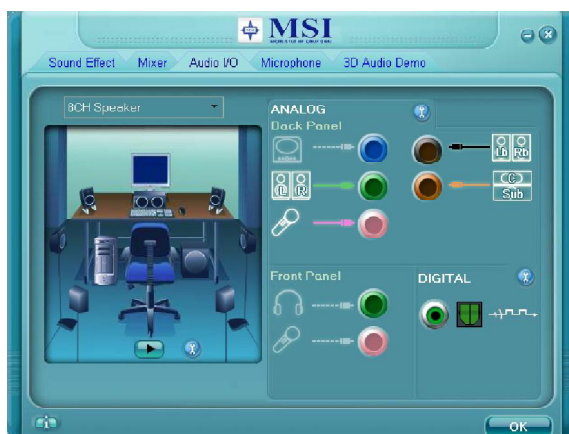 MSI
Sound Effect
Mixer
Audio I/O
Microphone
3D Audio Demo
6CH Speaker
ANALOG
Back Panel
L R
Lb Rb
C
Sub
Front Panel
DIGITAL
i
OK